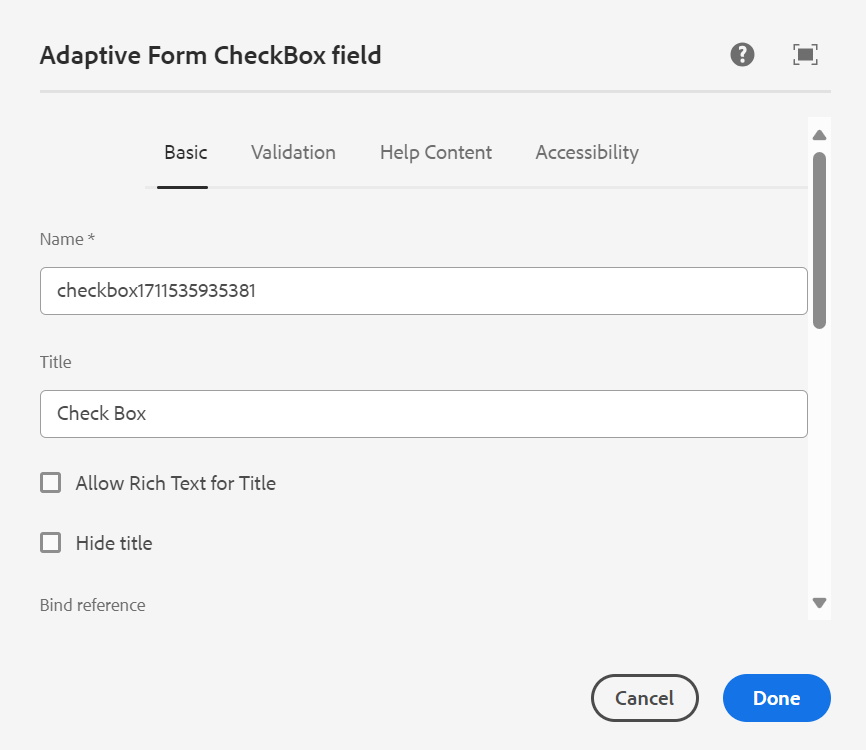 Adaptive Form CheckBox field
Basic Validation Help Content Accessibility
Name *
checkbox1711535935381
Title
Check Box
Allow Rich Text for Title
Hide title
Bind reference
Cancel Done